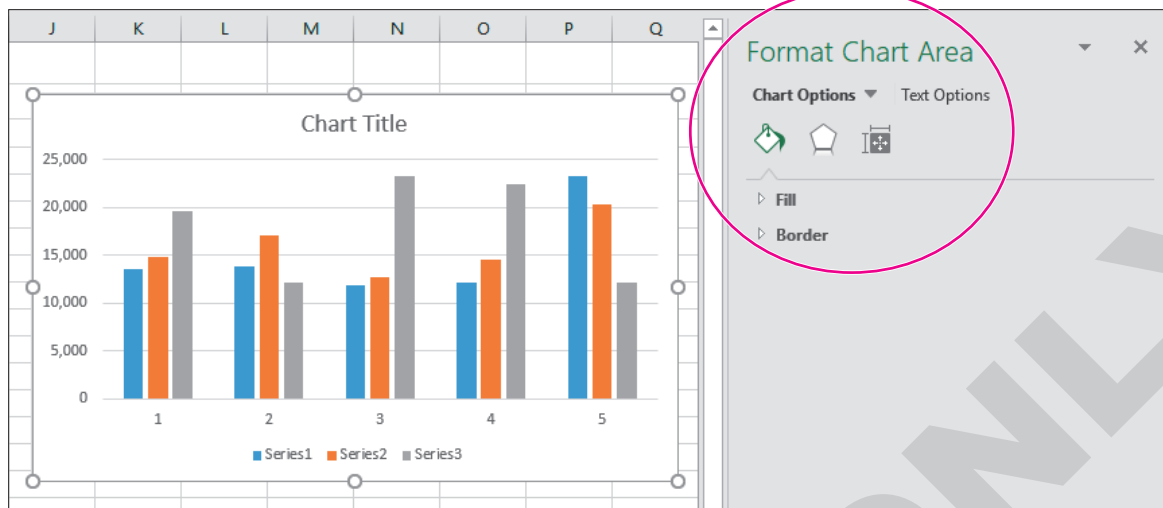 J K L M N O P Q
Format Chart Area
Chart Options Text Options
Fill
Border
Chart Title
25,000
20,000
15,000
10,000
5,000
0
1 2 3 4 5
Series1 Series2 Series3